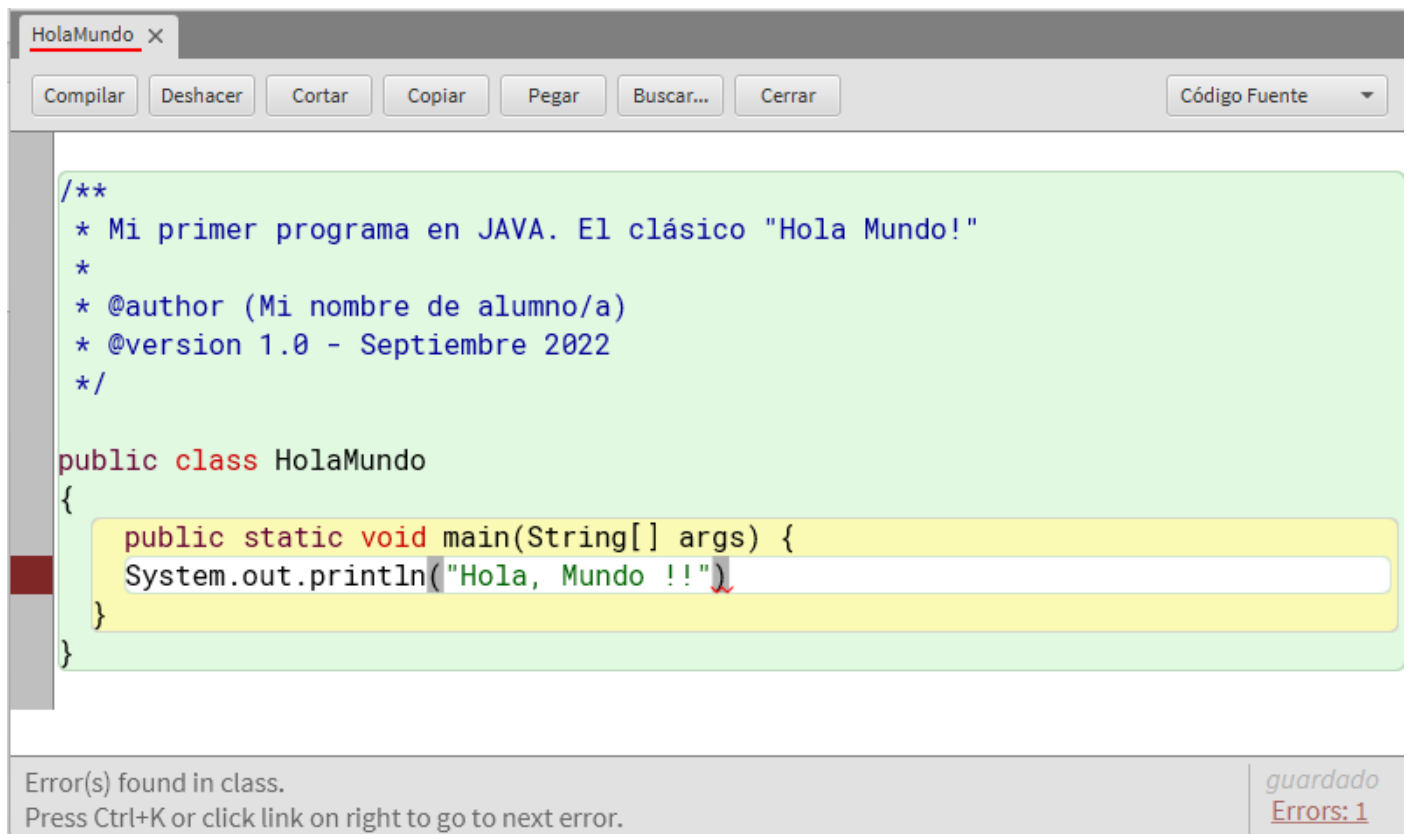 HolaMundo ×
Compilar Deshacer Cortar Copiar Pegar Buscar... Cerrar Código Fuente
/**
* Mi primer programa en JAVA. El clásico "Hola Mundo!"
*
* @author (Mi nombre de alumno/a)
* @version 1.0 - Septiembre 2022
*/
public class HolaMundo
{
public static void main(String[] args) {
System.out.println("Hola, Mundo !!")
}
}
Error(s) found in class.
Press Ctrl+K or click link on right to go to next error.
guardado
Errors: 1